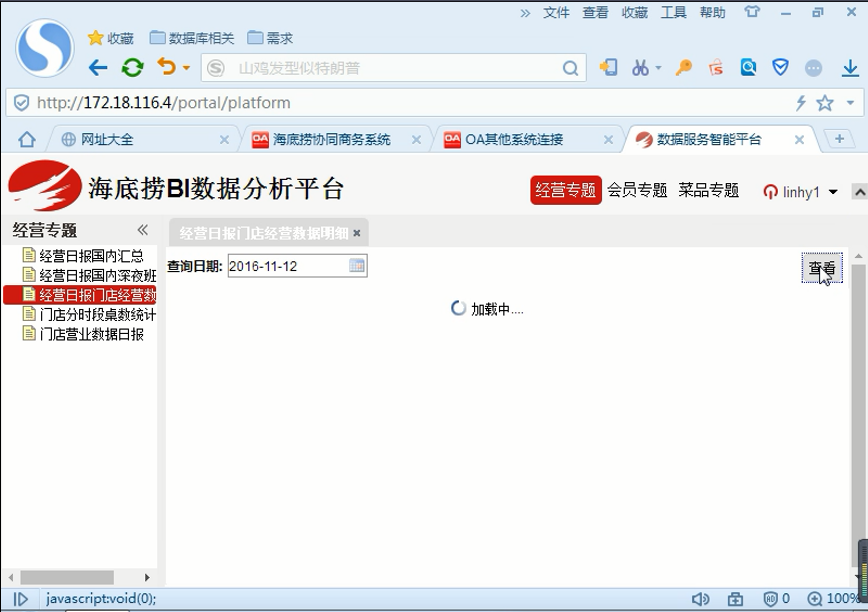 » 文件 查看 收藏 工具 帮助
收藏 数据库相关 需求
山鸡发型似特朗普
http://172.18.116.4/portal/platform
网址大全 OA 海底捞协同商务系统 OA OA其他系统连接 数据服务智能平台
海底捞BI数据分析平台
经营专题 会员专题 菜品专题 linhy1
经营专题 «
经营日报门店经营数据明细
经营日报国内汇总
经营日报国内深夜班
经营日报门店经营数
门店分时段桌数统计
门店营业数据日报
查询日期: 2016-11-12 查看
加载中....
javascript:void(0);
0 100%